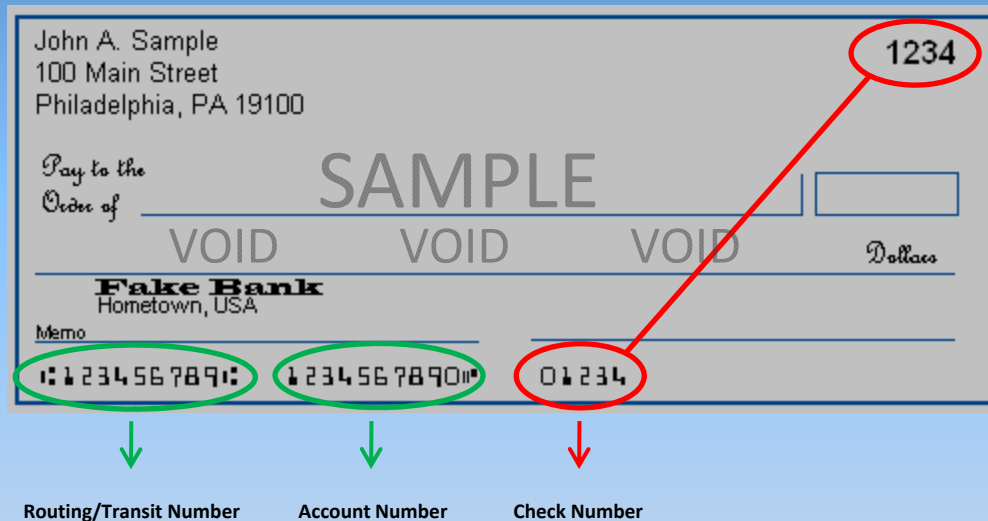 John A. Sample
1234
100 Main Street
Philadelphia, PA 19100
Pay to the
Order of
SAMPLE
VOID VOID VOID
Dollars
Fake Bank
Hometown, USA
Memo
⑆123456789⑆ 1234567890⑈ 01234
Routing/Transit Number Account Number Check Number